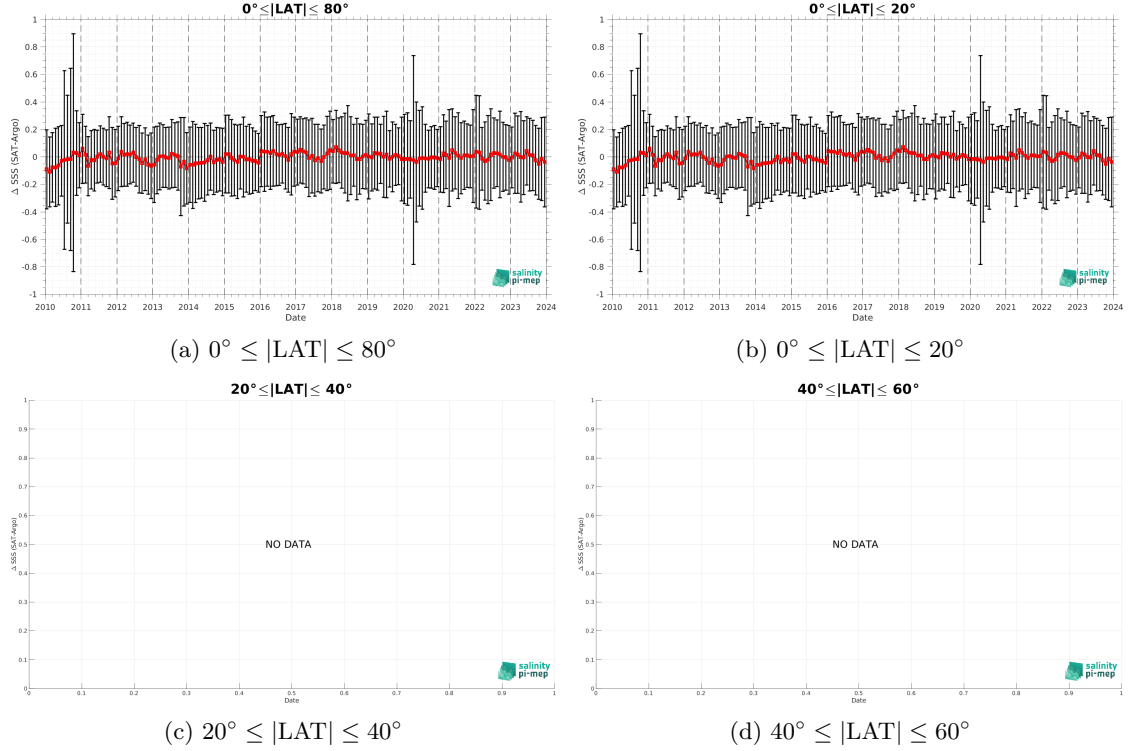 0°≤|LAT|≤ 80°
Δ SSS (SAT-Argo)
1
0.8
0.6
0.4
0.2
0
-0.2
-0.4
-0.6
-0.8
-1
2010 2011 2012 2013 2014 2015 2016 2017 2018 2019 2020 2021 2022 2023 2024
Date
salinity
pi-mep
(a) 0° ≤ |LAT| ≤ 80°
0°≤|LAT|≤ 20°
Δ SSS (SAT-Argo)
1
0.8
0.6
0.4
0.2
0
-0.2
-0.4
-0.6
-0.8
-1
2010 2011 2012 2013 2014 2015 2016 2017 2018 2019 2020 2021 2022 2023 2024
Date
salinity
pi-mep
(b) 0° ≤ |LAT| ≤ 20°
20°≤|LAT|≤ 40°
Δ SSS (SAT-Argo)
1
0.9
0.8
0.7
0.6
0.5
0.4
0.3
0.2
0.1
0
NO DATA
0 0.1 0.2 0.3 0.4 0.5 0.6 0.7 0.8 0.9 1
Date
salinity
pi-mep
(c) 20° ≤ |LAT| ≤ 40°
40°≤|LAT|≤ 60°
Δ SSS (SAT-Argo)
1
0.9
0.8
0.7
0.6
0.5
0.4
0.3
0.2
0.1
0
NO DATA
0 0.1 0.2 0.3 0.4 0.5 0.6 0.7 0.8 0.9 1
Date
salinity
pi-mep
(d) 40° ≤ |LAT| ≤ 60°